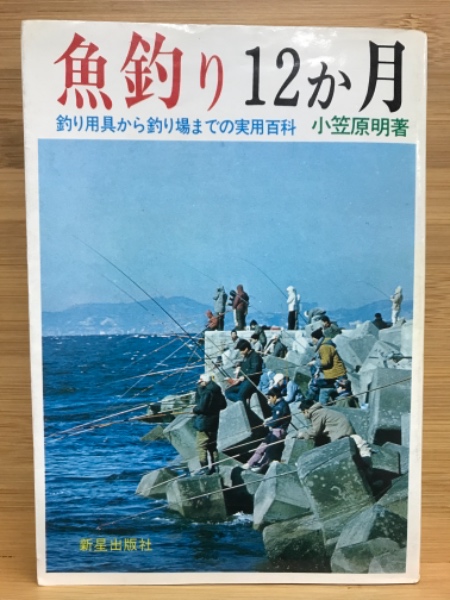 魚釣り 12か月
釣り用具から釣り場までの実用百科 小笠原明著
新星出版社